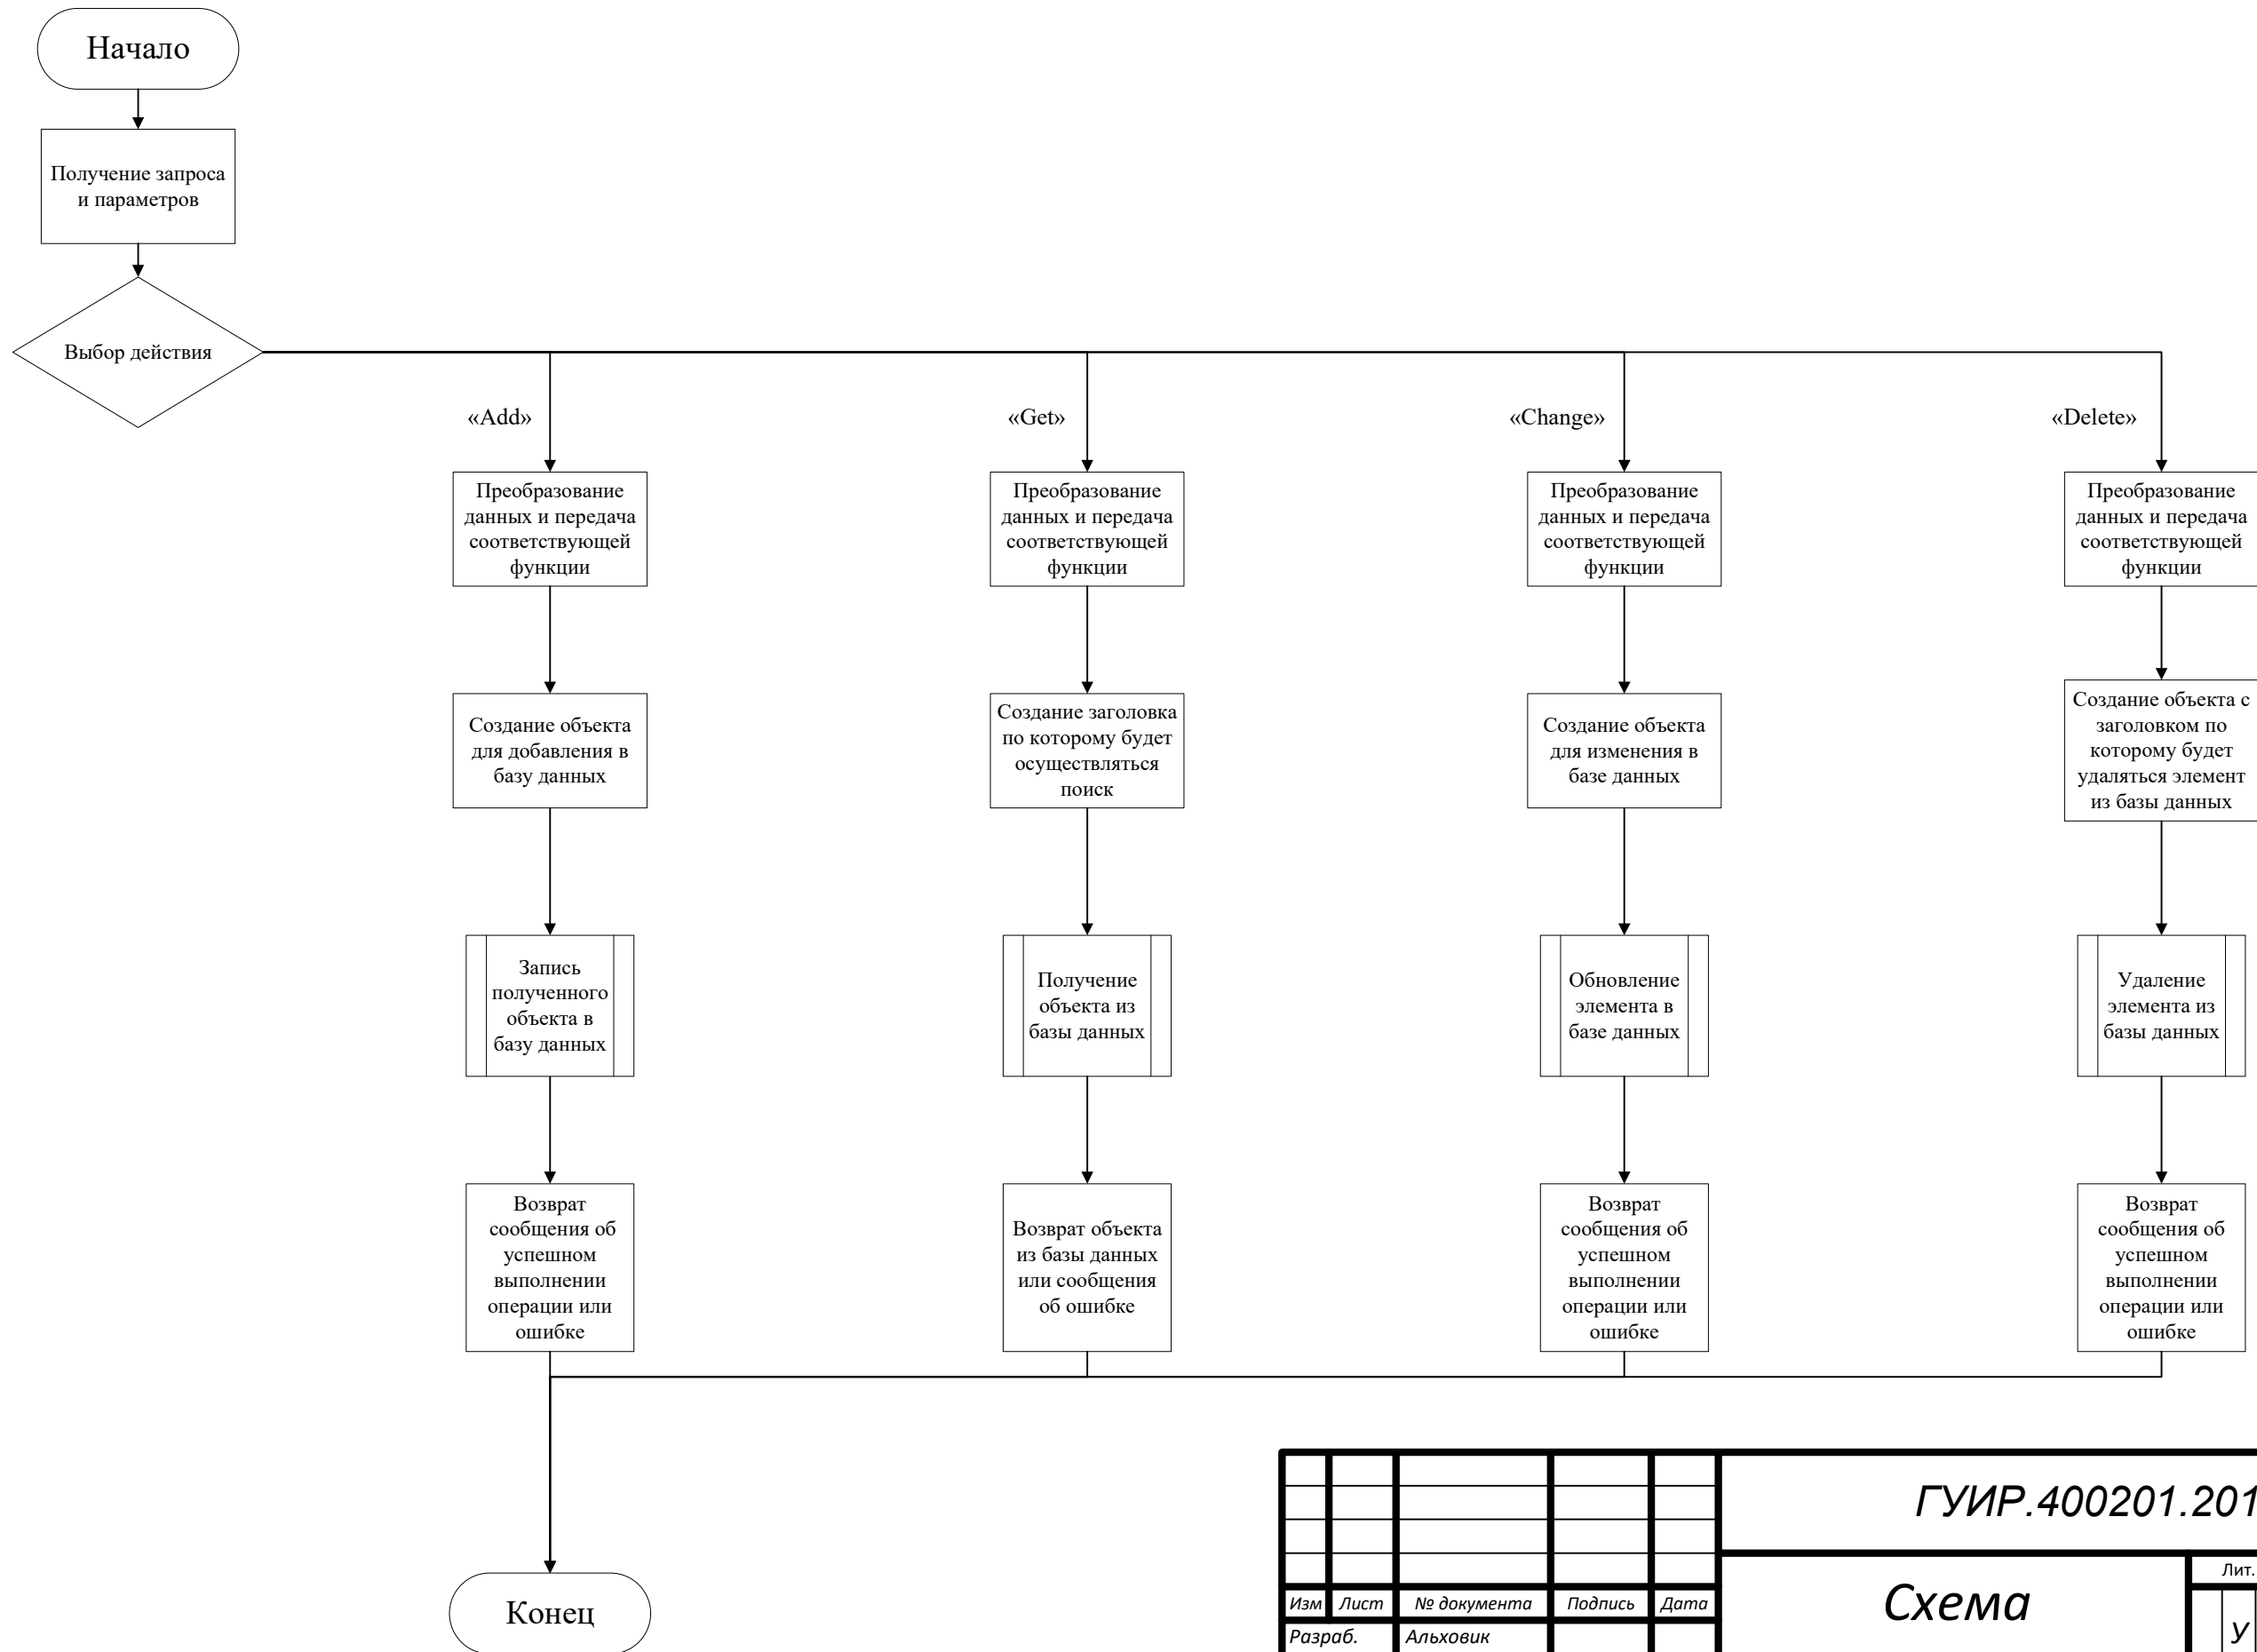 Начало
Получение запроса
и параметров
Выбор действия
«Add»
«Get»
«Change»
«Delete»
Преобразование
данных и передача
соответствующей
функции
Преобразование
данных и передача
соответствующей
функции
Преобразование
данных и передача
соответствующей
функции
Преобразование
данных и передача
соответствующей
функции
Создание объекта
для добавления в
базу данных
Создание заголовка
по которому будет
осуществляться
поиск
Создание объекта
для изменения в
базе данных
Создание объекта с
заголовком по
которому будет
удаляться элемент
из базы данных
Запись
полученного
объекта в
базу данных
Получение
объекта из
базы данных
Обновление
элемента в
базе данных
Удаление
элемента из
базы данных
Возврат
сообщения об
успешном
выполнении
операции или
ошибке
Возврат объекта
из базы данных
или сообщения
об ошибке
Возврат
сообщения об
успешном
выполнении
операции или
ошибке
Возврат
сообщения об
успешном
выполнении
операции или
ошибке
Конец
ГУИР.400201.201
Схема
Лит.
У
Изм Лист № документа Подпись Дата
Разраб. Альховик